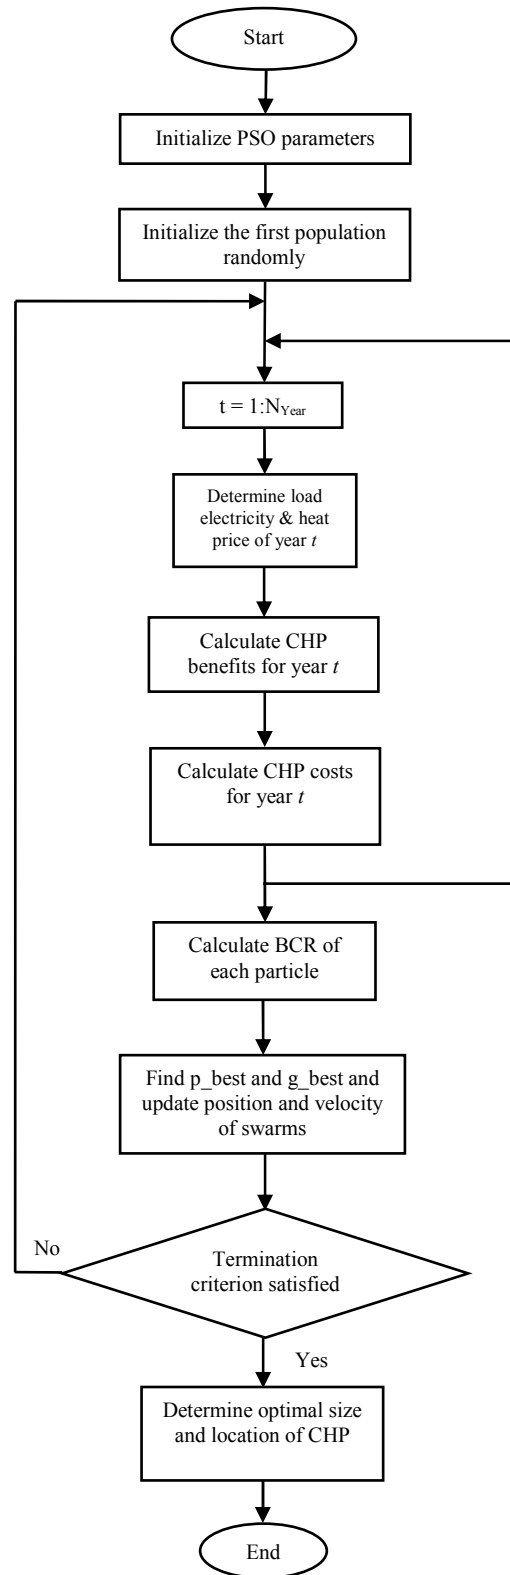 Start
Initialize PSO parameters
Initialize the first population
randomly
t = 1:N_Year
Determine load
electricity & heat
price of year t
Calculate CHP
benefits for year t
Calculate CHP costs
for year t
Calculate BCR of
each particle
Find p_best and g_best and
update position and velocity
of swarms
No
Termination
criterion satisfied
Yes
Determine optimal size
and location of CHP
End